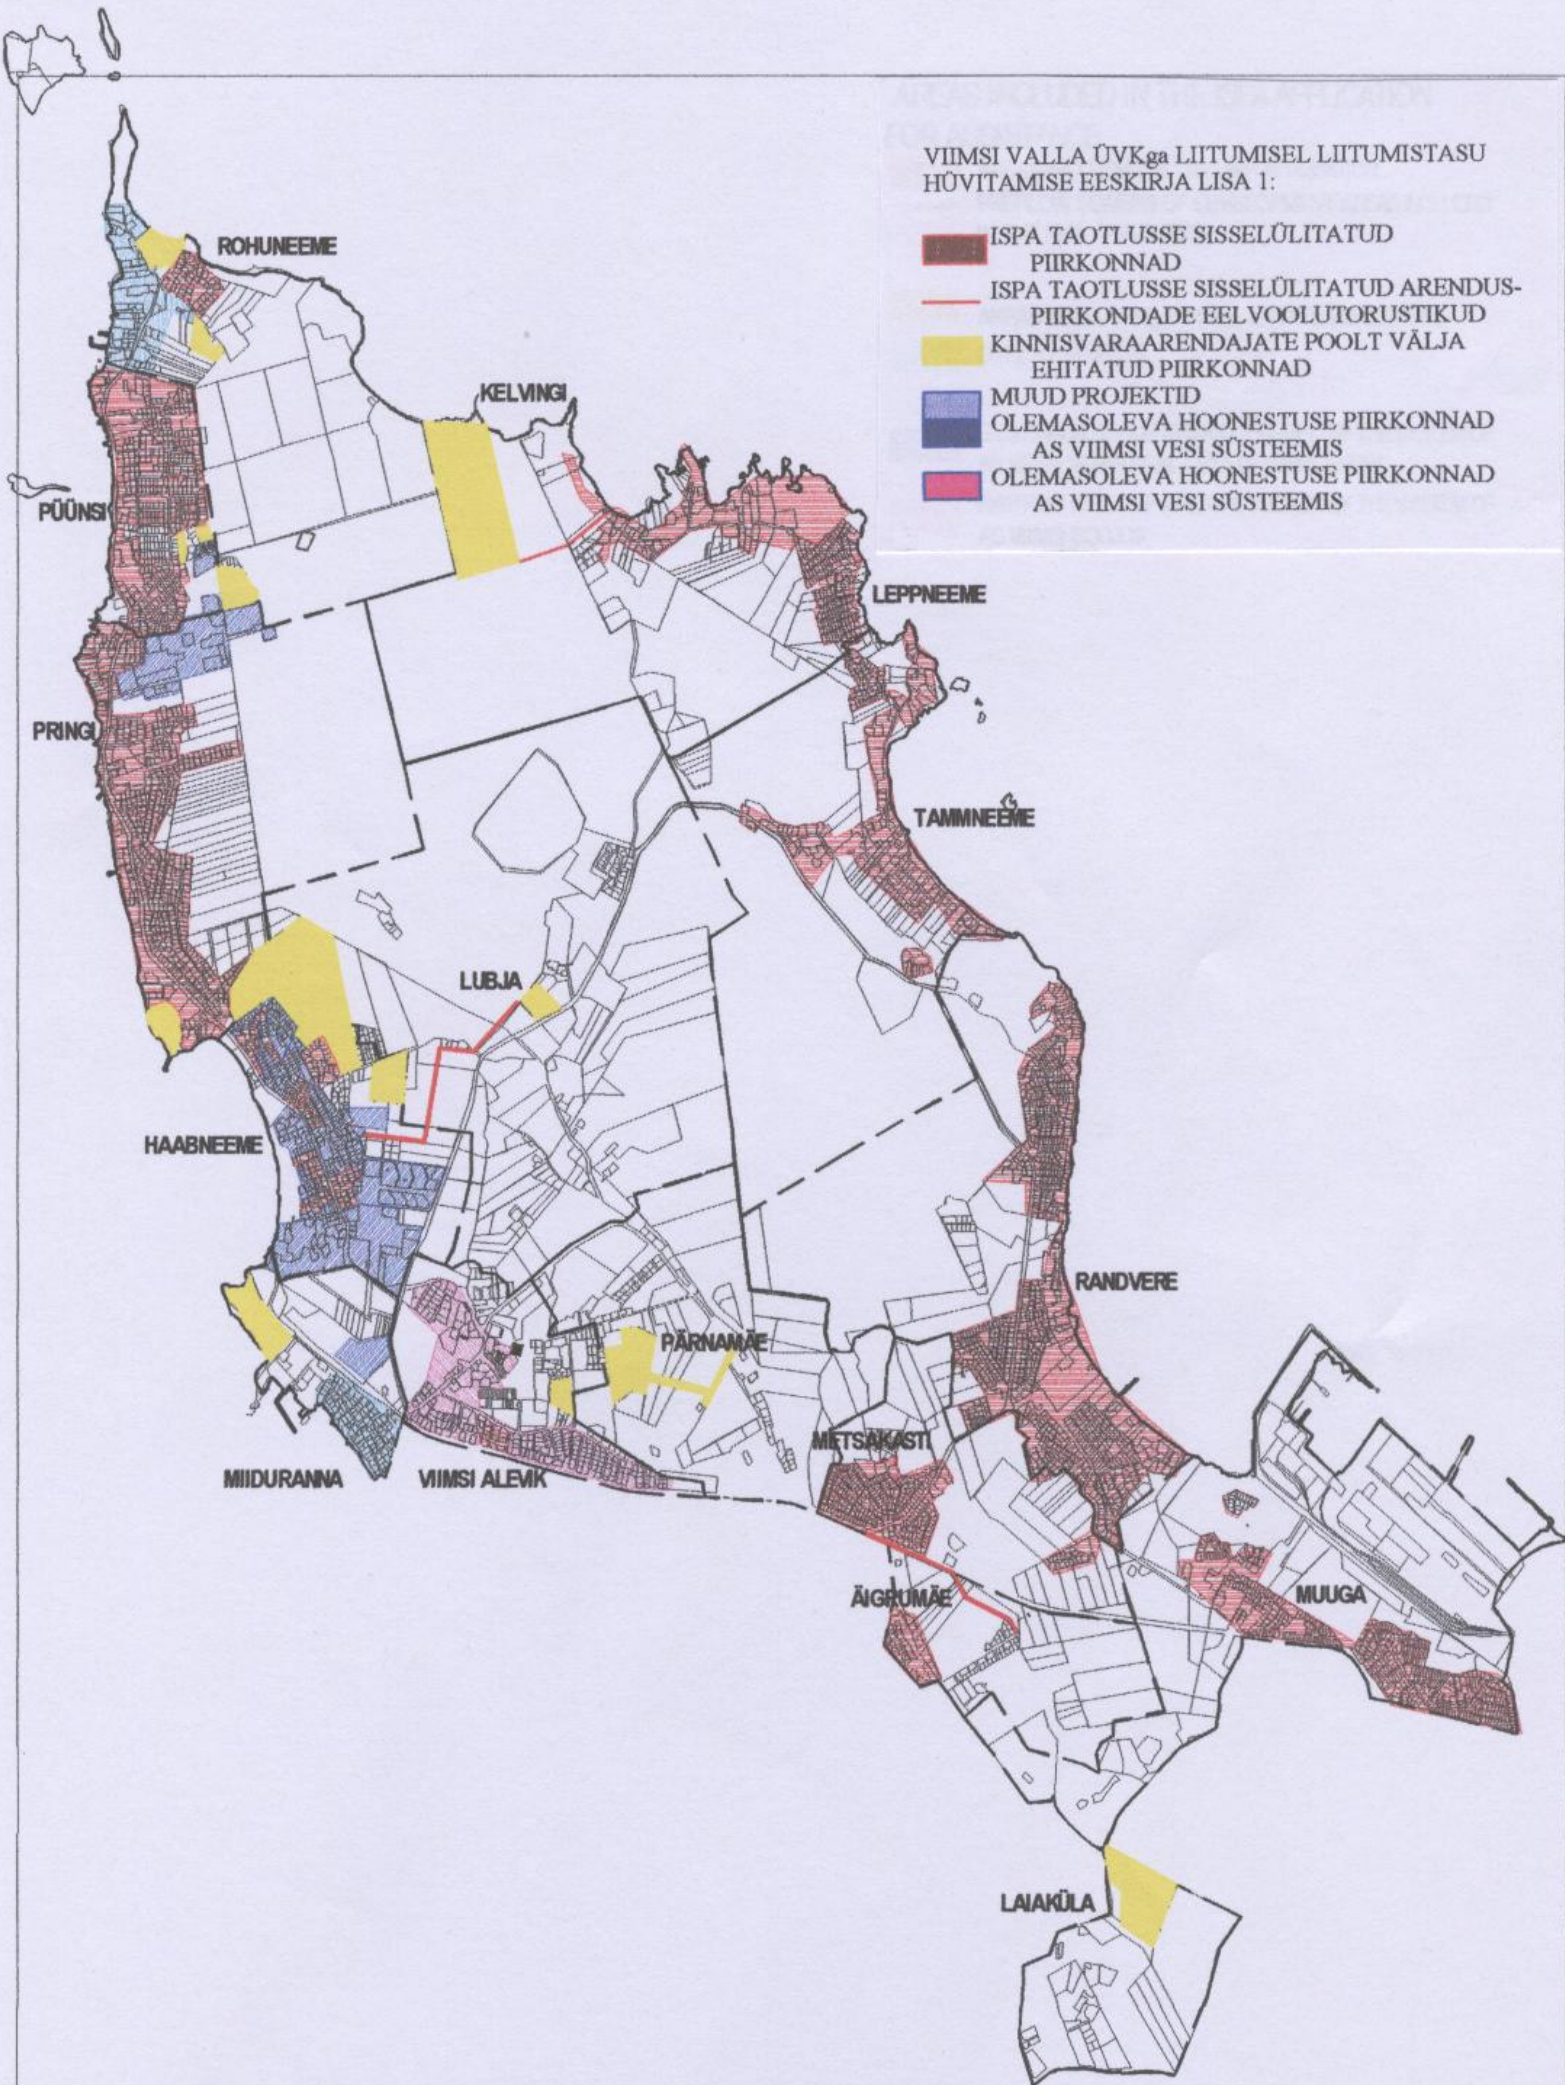 VIIMSI VALLA ÜVKga LIITUMISEL LIITUMISTASU
HÜVITAMISE EESKIRJA LISA 1:
ISPA TAOTLUSSE SISSELÜLITATUD
PIIRKONNAD
ISPA TAOTLUSSE SISSELÜLITATUD ARENDUS-
PIIRKONDADE EELVOOLUTORUSTIKUD
KINNISVARAARENDAJATE POOLT VÄLJA
EHITATUD PIIRKONNAD
MUUD PROJEKTID
OLEMASOLEVA HOONESTUSE PIIRKONNAD
AS VIIMSI VESI SÜSTEEMIS
OLEMASOLEVA HOONESTUSE PIIRKONNAD
AS VIIMSI VESI SÜSTEEMIS
ROHUNEEME
KELVINGI
PÜÜNSI
LEPPNEEME
PRINGI
TAMMNEEME
LUBJA
HAABNEEME
RANDVERE
PÄRNAMÄE
METSAKASTI
MIIDURANNA
VIIMSI ALEVIK
ÄIGRUMÄE
MUUGA
LAIAKÜLA